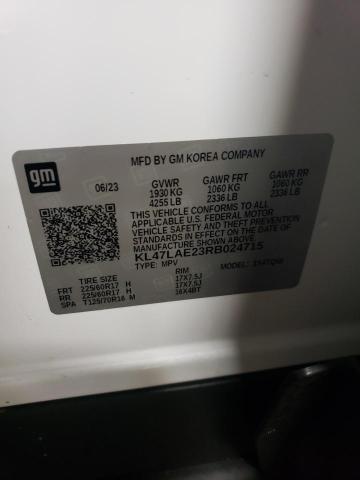 gm
MFD BY GM KOREA COMPANY
06/23 GVWR GAWR FRT GAWR RR
1930 KG 1060 KG 1060 KG
4255 LB 2336 LB 2336 LB
THIS VEHICLE CONFORMS TO ALL
APPLICABLE U.S. FEDERAL MOTOR
VEHICLE SAFETY AND THEFT PREVENTION
STANDARDS IN EFFECT ON THE DATE OF
MANUFACTURE SHOWN ABOVE
KL47LAE23RB024715
TYPE: MPV MODEL:
TIRE SIZE RIM
FRT 225/60R17 H 17X7.5J
RR 225/60R17 H 17X7.5J
SPA T125/70R16 M 16X4BT